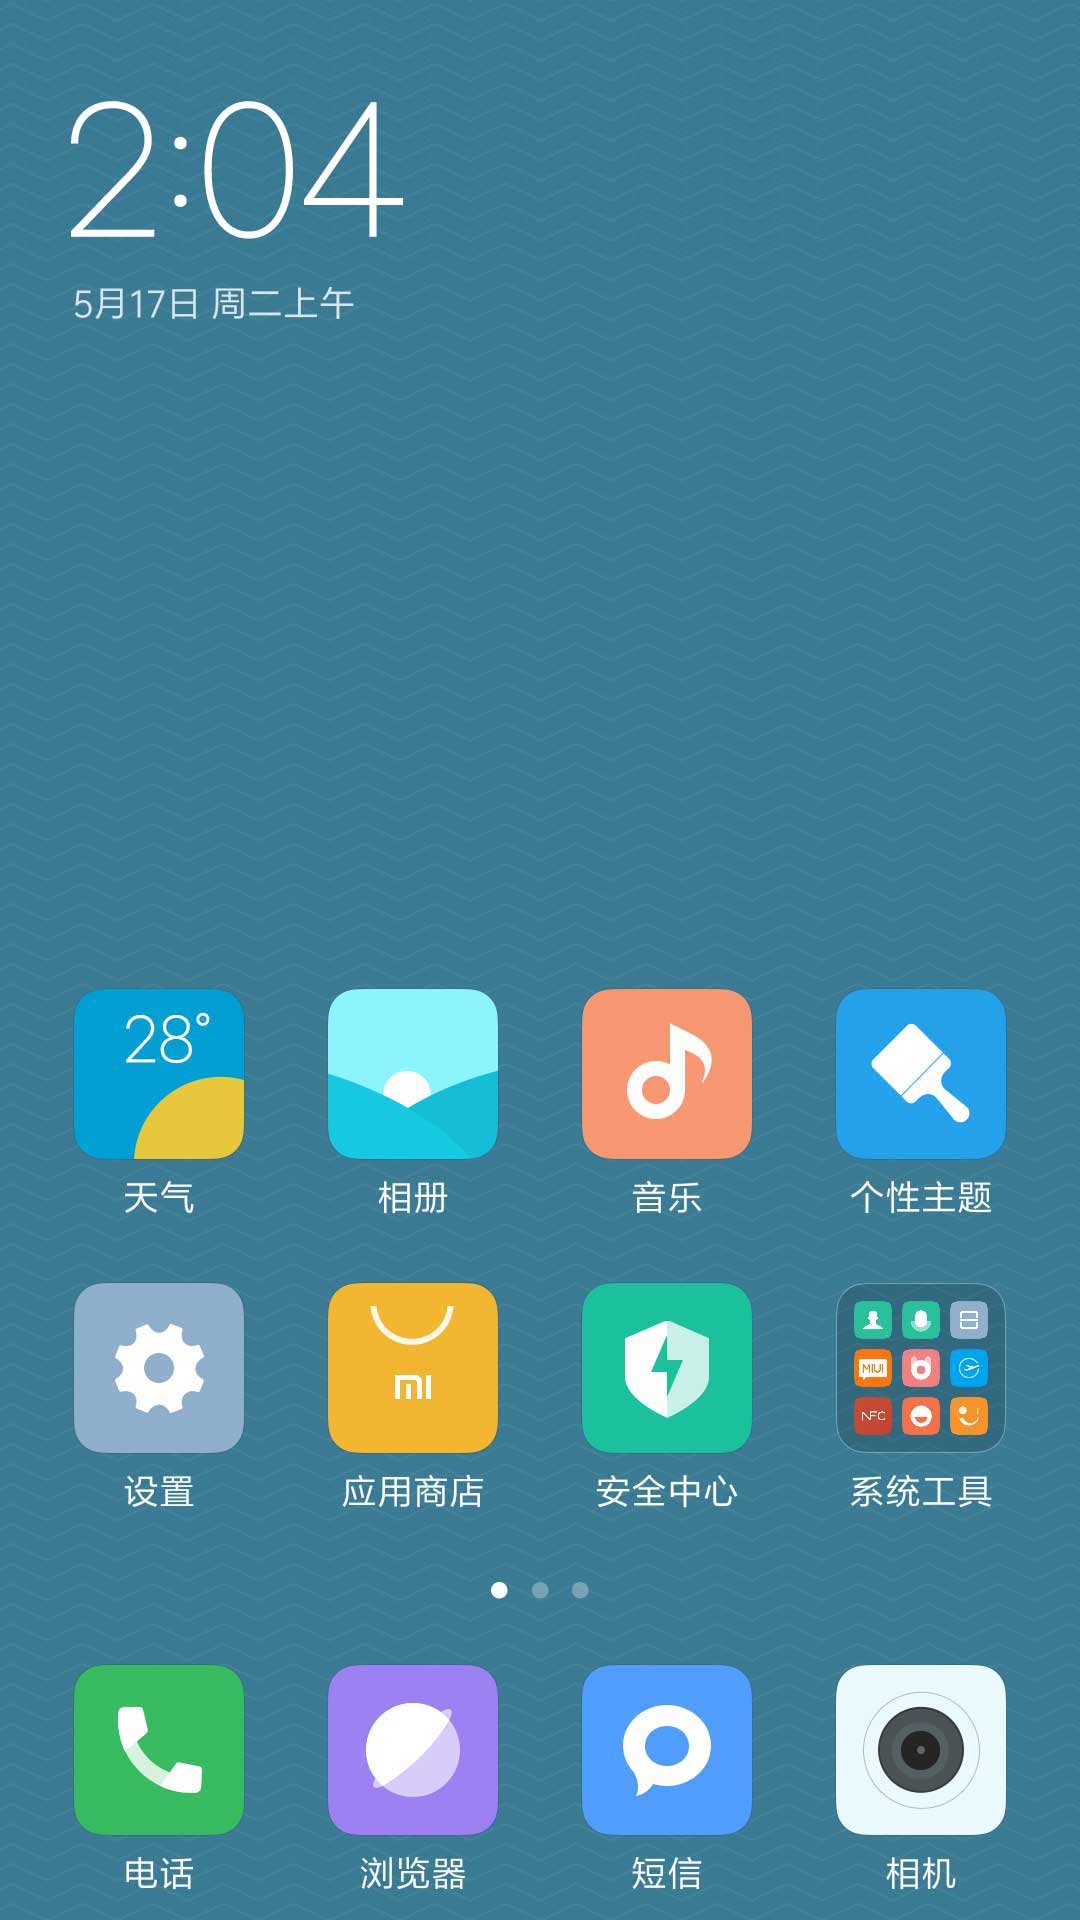 2:04
5月17日 周二上午
28°
天气 相册 音乐 个性主题
mi
MIUI
NFC
设置 应用商店 安全中心 系统工具
电话 浏览器 短信 相机